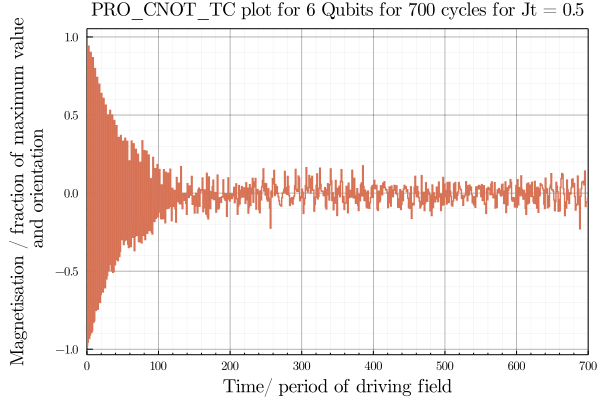 PRO_CNOT_TC plot for 6 Qubits for 700 cycles for Jt = 0.5
Magnetisation / fraction of maximum value
and orientation
1.0
0.5
0.0
−0.5
−1.0
0 100 200 300 400 500 600 700
Time/ period of driving field